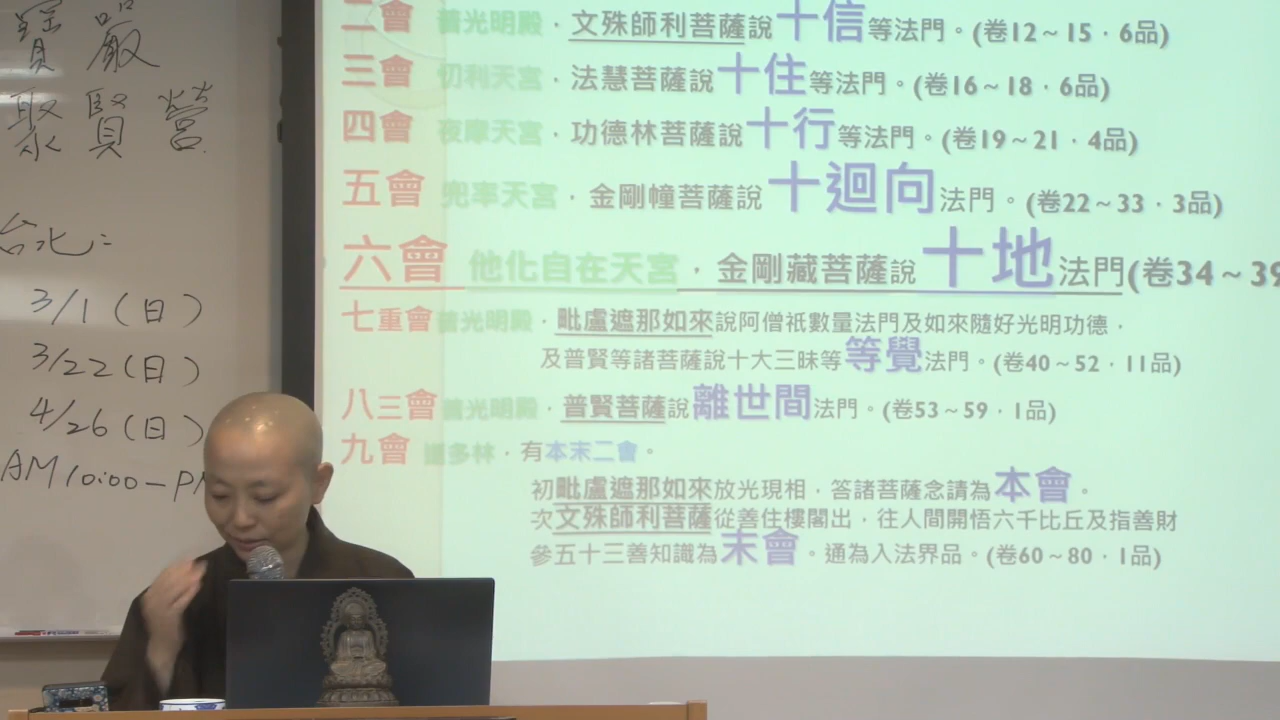 寶嚴
聚賢營
台北：
3/1（日）
3/22（日）
4/26（日）
AM10:00－PM
二會 普光明殿．文殊師利菩薩說十信等法門。(卷12～15．6品)
三會 忉利天宮．法慧菩薩說十住等法門。(卷16～18．6品)
四會 夜摩天宮．功德林菩薩說十行等法門。(卷19～21．4品)
五會 兜率天宮．金剛幢菩薩說十迴向法門。(卷22～33．3品)
六會 他化自在天宮，金剛藏菩薩說十地法門(卷34～39
七重會普光明殿．毗盧遮那如來說阿僧祇數量法門及如來隨好光明功德，
及普賢等諸菩薩說十大三昧等等覺法門。(卷40～52．11品)
八三會普光明殿．普賢菩薩說離世間法門。(卷53～59．1品)
九會 逝多林．有本末二會。
初毗盧遮那如來放光現相．答諸菩薩念請為本會。
次文殊師利菩薩從善住樓閣出．往人間開悟六千比丘及指善財
參五十三善知識為末會。通為入法界品。(卷60～80．1品)